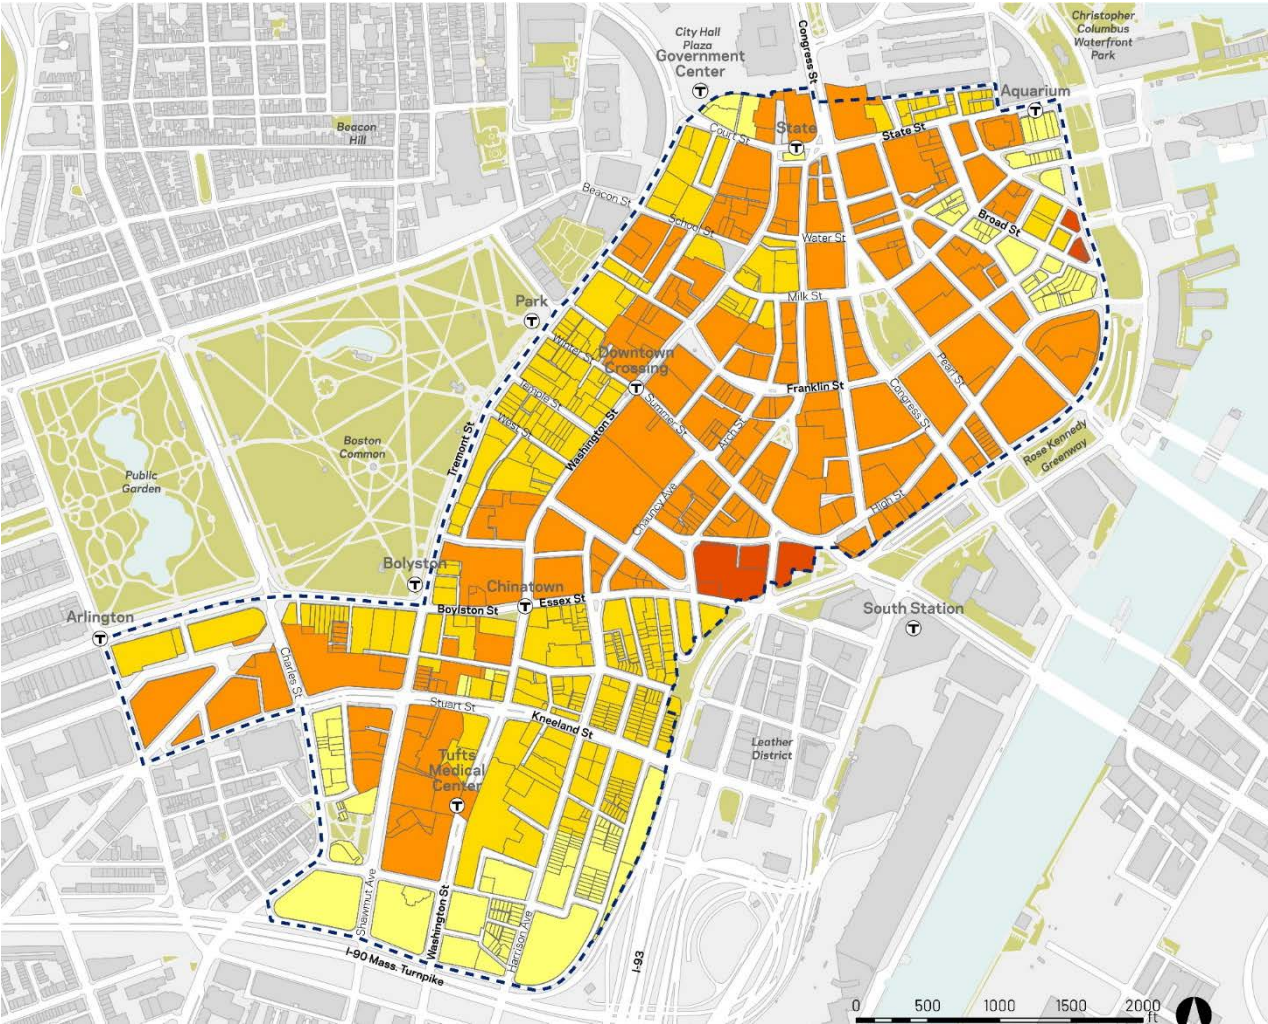 Christopher
Columbus
Waterfront
Park
City Hall
Plaza
Government
Center
Congress St
Aquarium
Beacon
Hill
Court St
State
State St
Beacon St
School St
Water St
Broad St
Milk St
Park
Winter St
Downtown
Crossing
Temple St
Franklin St
Pearl St
Congress St
Summer St
West St
Washington St
Arch St
Tremont St
Boston
Common
Public
Garden
Rose Kennedy
Greenway
Chauncy Ave
High St
Bolyston
Chinatown
Boylston St
Essex St
South Station
Arlington
Charles St
Stuart St
Kneeland St
Leather
District
Tufts
Medical
Center
T
T
T
T
T
T
T
T
T
T
Shawmut Ave
Washington St
Harrison Ave
I-90 Mass. Turnpike
I-93
0 500 1000 1500 2000
ft